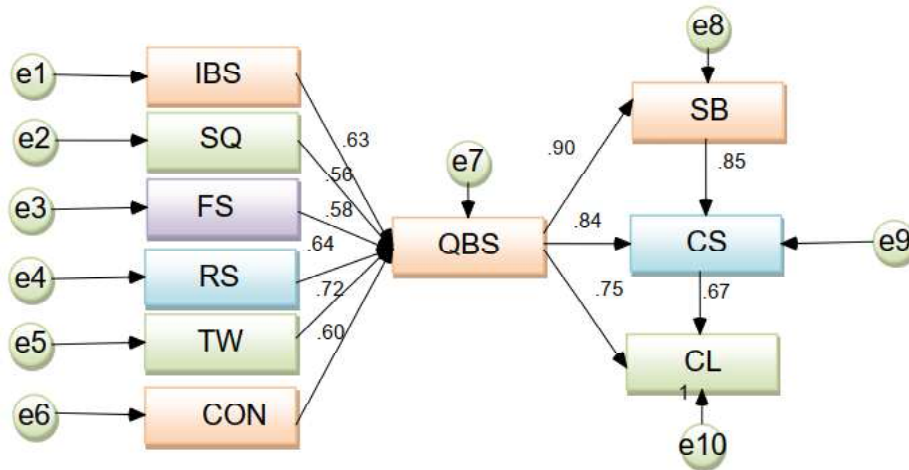 e1
IBS
e2
SQ
e3
FS
e4
RS
e5
TW
e6
CON
.63
.56
.58
.64
.72
.60
e7
QBS
.90
.84
.75
e8
SB
.85
CS
e9
.67
CL
1
e10